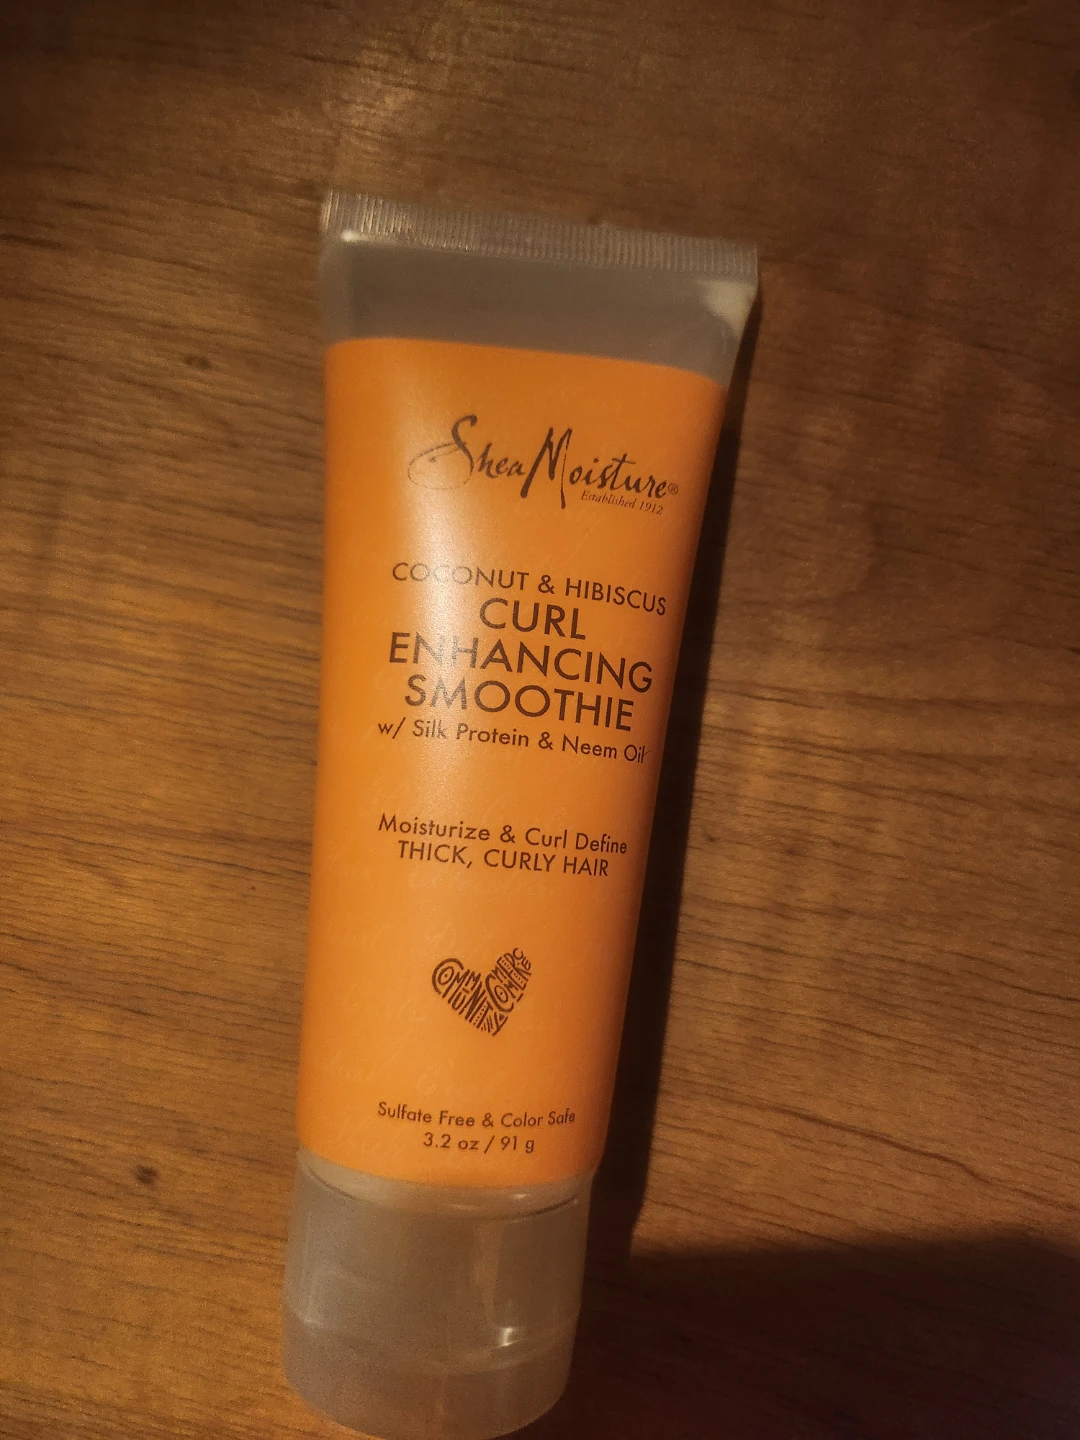 SheaMoisture®
Established 1912
COCONUT & HIBISCUS
CURL
ENHANCING
SMOOTHIE
w/ Silk Protein & Neem Oil
Moisturize & Curl Define
THICK, CURLY HAIR
COMMUNITY COMMERCE
Sulfate Free & Color Safe
3.2 oz / 91 g